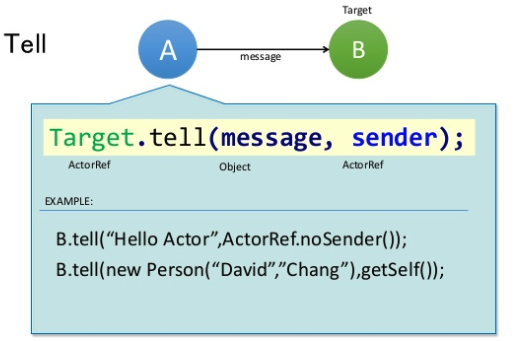 Target
Tell
A
B
message
Target.tell(message, sender);
ActorRef
Object
ActorRef
EXAMPLE:
B.tell(“Hello Actor”,ActorRef.noSender());
B.tell(new Person(“David”,”Chang”),getSelf());